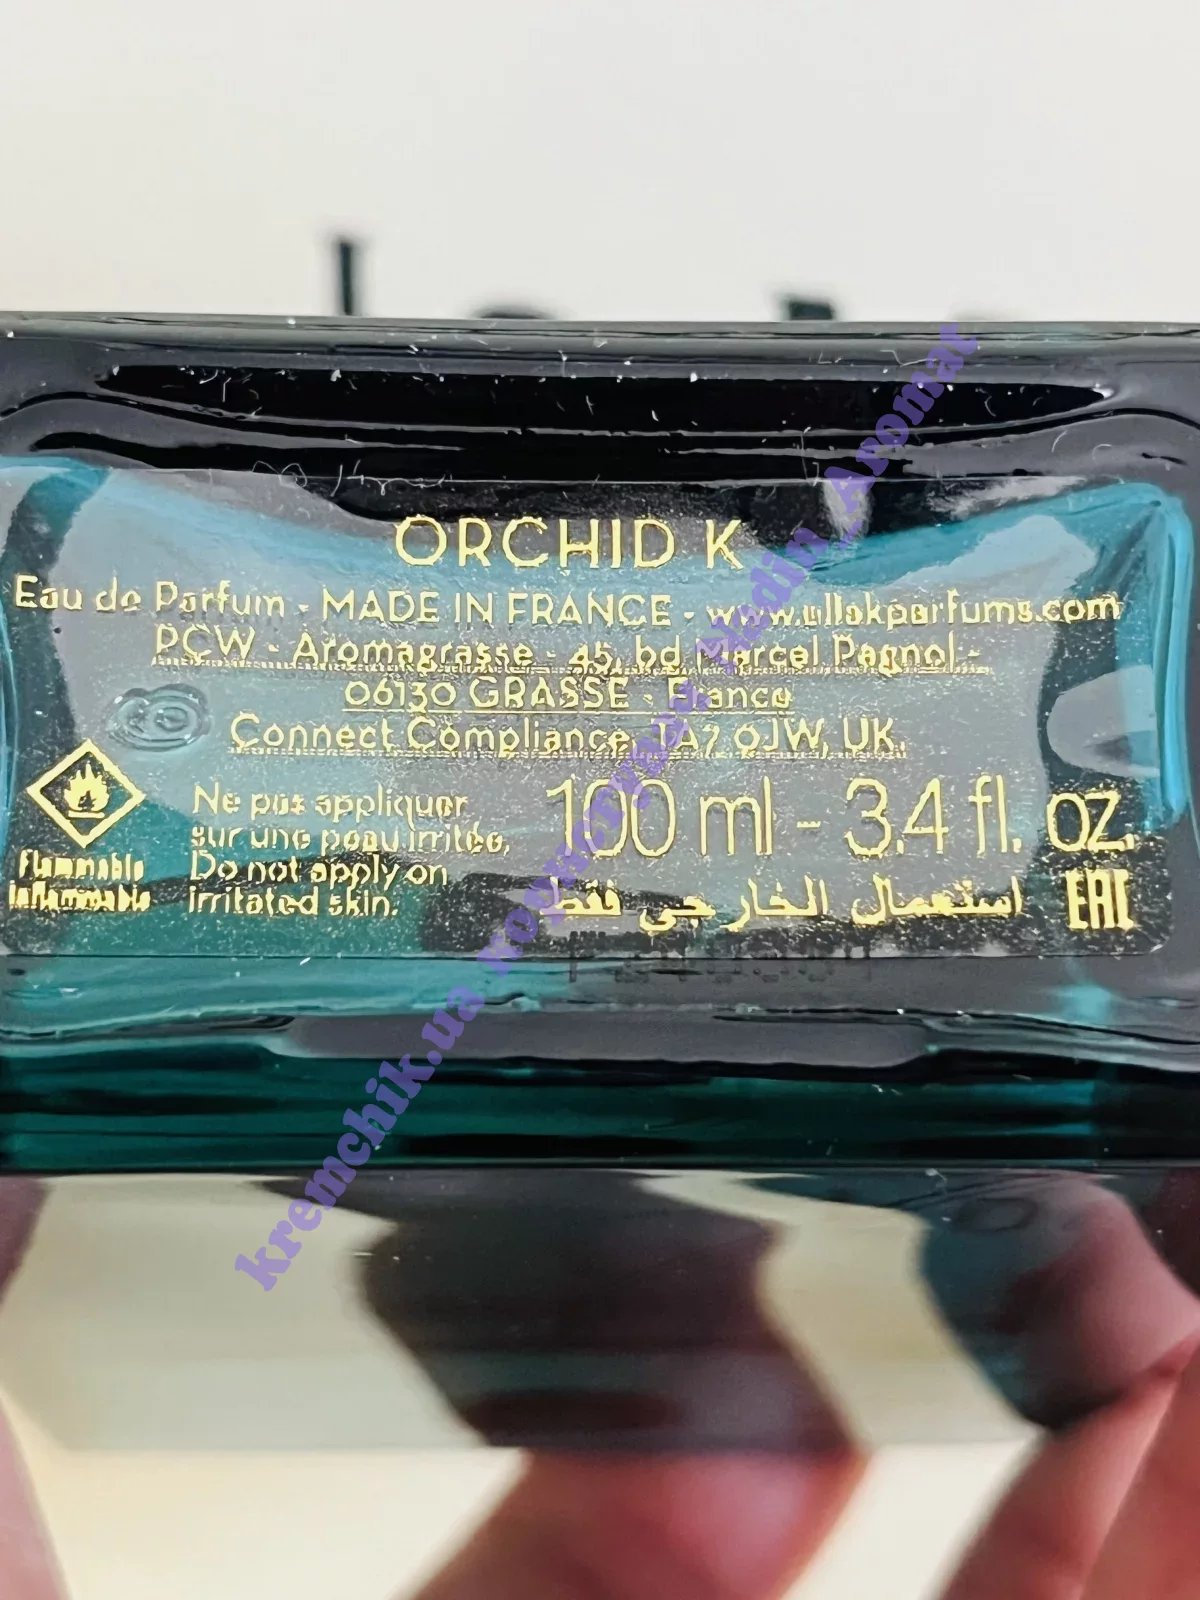 ORCHID K
Eau de Parfum - MADE IN FRANCE - www.ullakparfums.com
PCW - Aromagrasse - 45, bd Marcel Pagnol -
06130 GRASSE - France
Connect Compliance, TA7 0JW, UK.
Ne pas appliquer
sur une peau irritée.
Do not apply on
irritated skin.
Flammable
Inflammable
100 ml - 3.4 fl. oz.
استعمال الخارجي فقط
EAC
kremchik.ua Nadin_Aromat